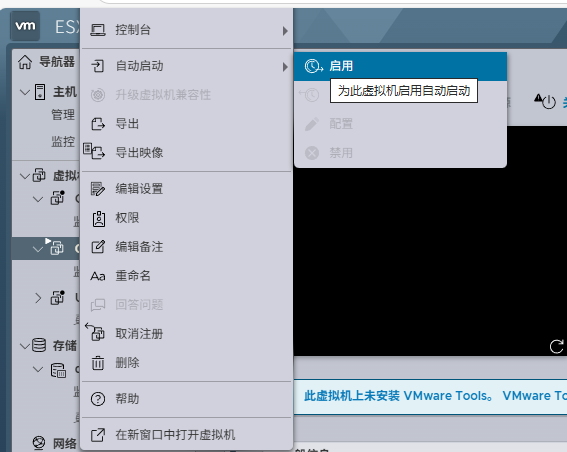 vm
ESX
控制台
导航器
自动启动
启用
为此虚拟机启用自动启动
升级虚拟机兼容性
主机
管理
导出
配置
监控
导出映像
禁用
虚拟机
编辑设置
权限
编辑备注
Aa 重命名
回答问题
取消注册
存储
删除
此虚拟机上未安装 VMware Tools。 VMware To
帮助
网络
在新窗口中打开虚拟机